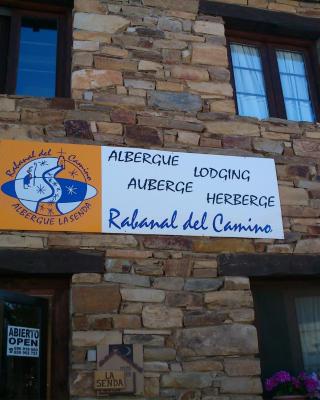 Rabanal del Camino
ALBERGUE LA SENDA
ALBERGUE
LODGING
AUBERGE
HERBERGE
Rabanal del Camino
ABIERTO
OPEN
LA
SENDA